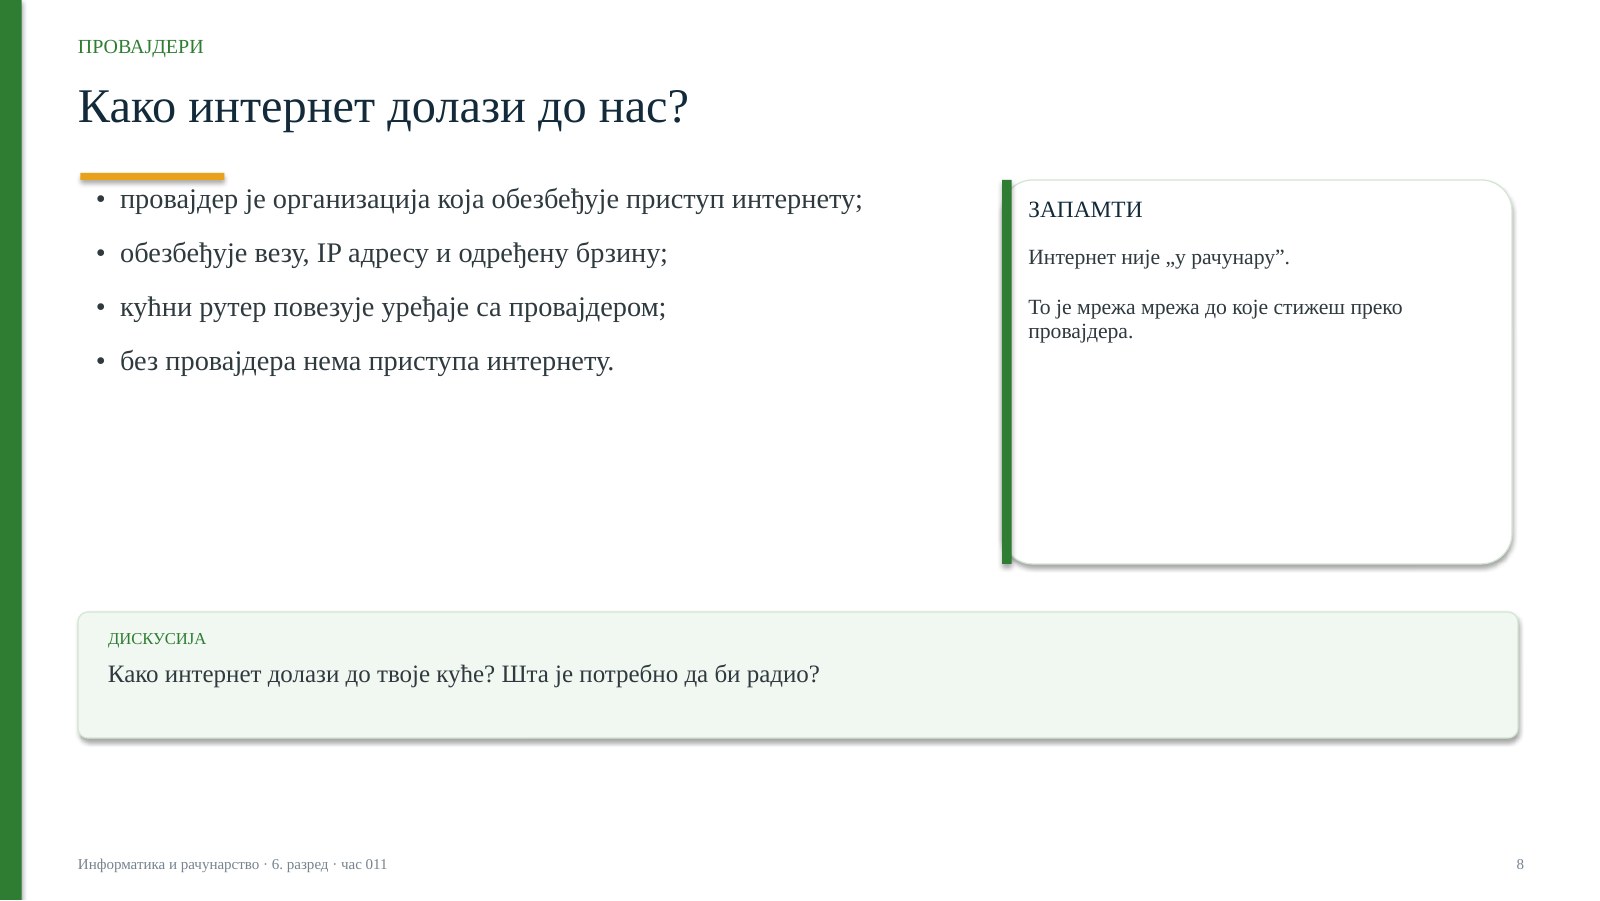 ПРОВАЈДЕРИ
Како интернет долази до нас?
• провајдер је организација која обезбеђује приступ интернету;
• обезбеђује везу, IP адресу и одређену брзину;
• кућни рутер повезује уређаје са провајдером;
• без провајдера нема приступа интернету.
ЗАПАМТИ
Интернет није „у рачунару”.
То је мрежа мрежа до које стижеш преко
провајдера.
ДИСКУСИЈА
Како интернет долази до твоје куће? Шта је потребно да би радио?
Информатика и рачунарство · 6. разред · час 011
8